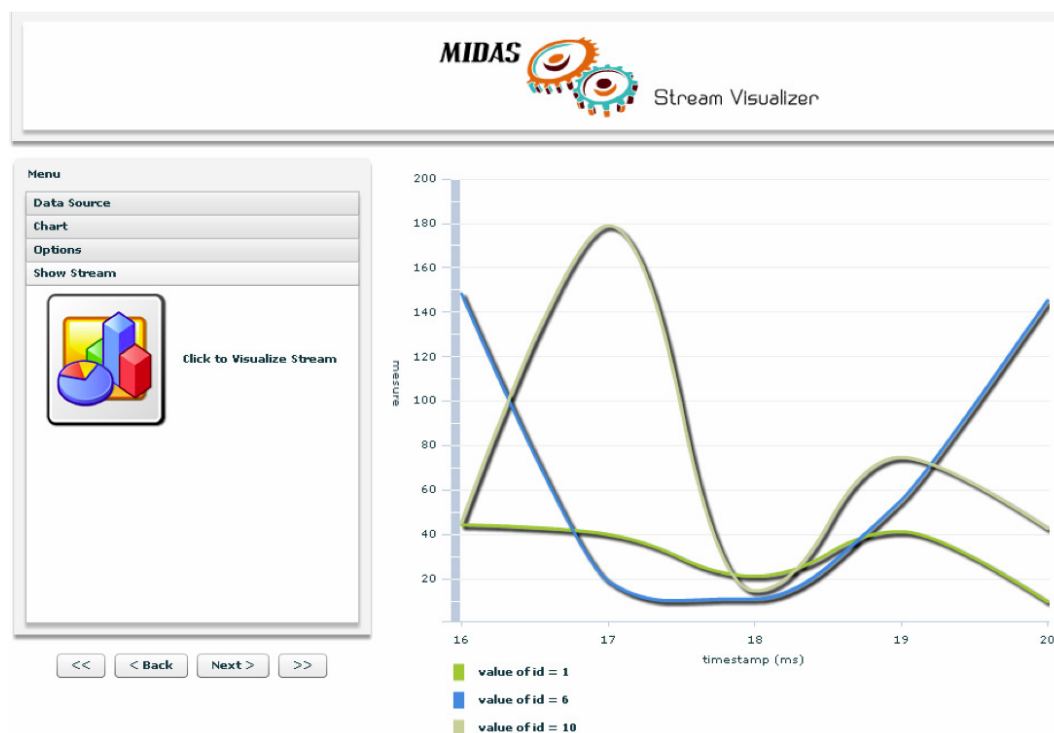 MIDAS
Stream Visualizer
Menu
Data Source
Chart
Options
Show Stream
Click to Visualize Stream
<<
< Back
Next >
>>
200
180
160
140
120
100
80
60
40
20
mesure
16
17
18
19
20
timestamp (ms)
value of id = 1
value of id = 6
value of id = 10